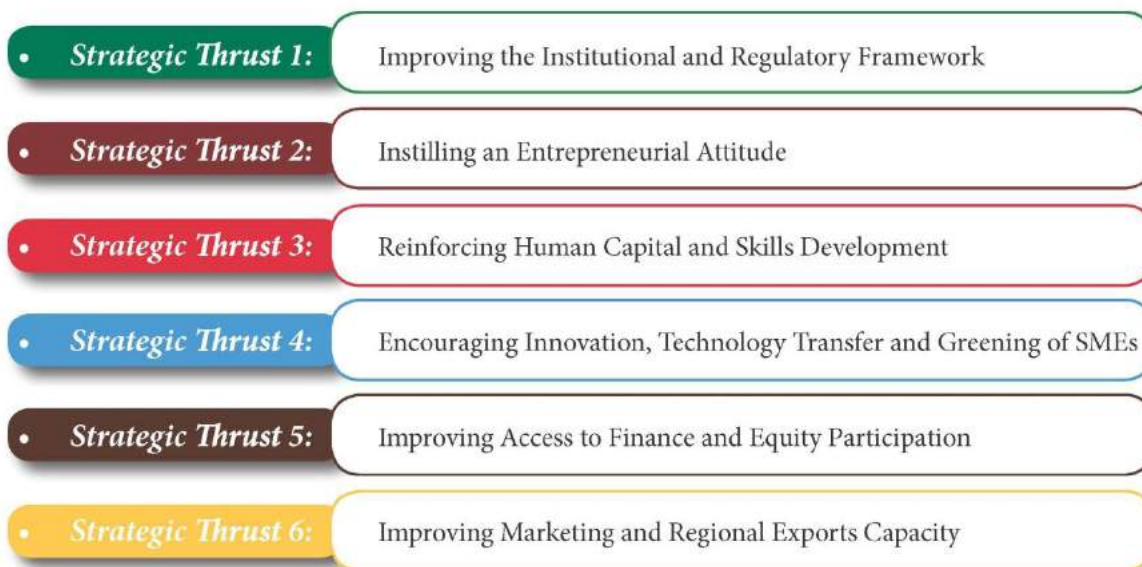 • Strategic Thrust 1: Improving the Institutional and Regulatory Framework
• Strategic Thrust 2: Instilling an Entrepreneurial Attitude
• Strategic Thrust 3: Reinforcing Human Capital and Skills Development
• Strategic Thrust 4: Encouraging Innovation, Technology Transfer and Greening of SMEs
• Strategic Thrust 5: Improving Access to Finance and Equity Participation
• Strategic Thrust 6: Improving Marketing and Regional Exports Capacity